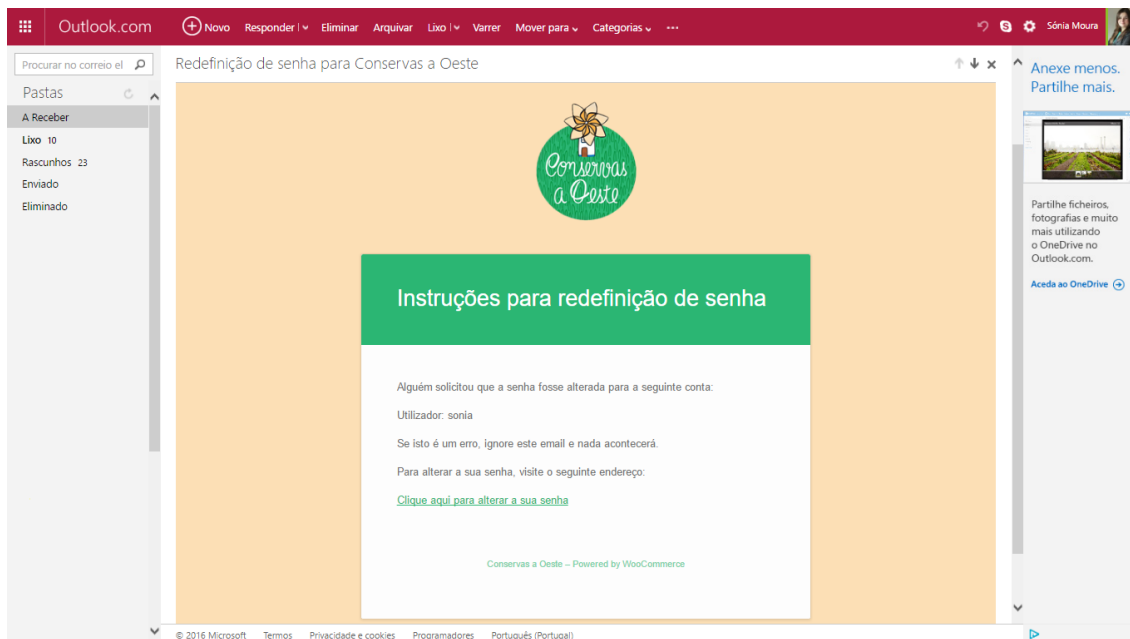 Outlook.com
Novo Responder Eliminar Arquivar Lixo Varrer Mover para Categorias ...
Sónia Moura
Procurar no correio el
Pastas
A Receber
Lixo 10
Rascunhos 23
Enviado
Eliminado
Redefinição de senha para Conservas a Oeste
Conservas
a Oeste
Instruções para redefinição de senha
Alguém solicitou que a senha fosse alterada para a seguinte conta:
Utilizador: sonia
Se isto é um erro, ignore este email e nada acontecerá.
Para alterar a sua senha, visite o seguinte endereço:
Clique aqui para alterar a sua senha
Conservas a Oeste – Powered by WooCommerce
Anexe menos.
Partilhe mais.
Partilhe ficheiros,
fotografias e muito
mais utilizando
o OneDrive no
Outlook.com.
Aceda ao OneDrive
© 2016 Microsoft Termos Privacidade e cookies Programadores Português (Portugal)